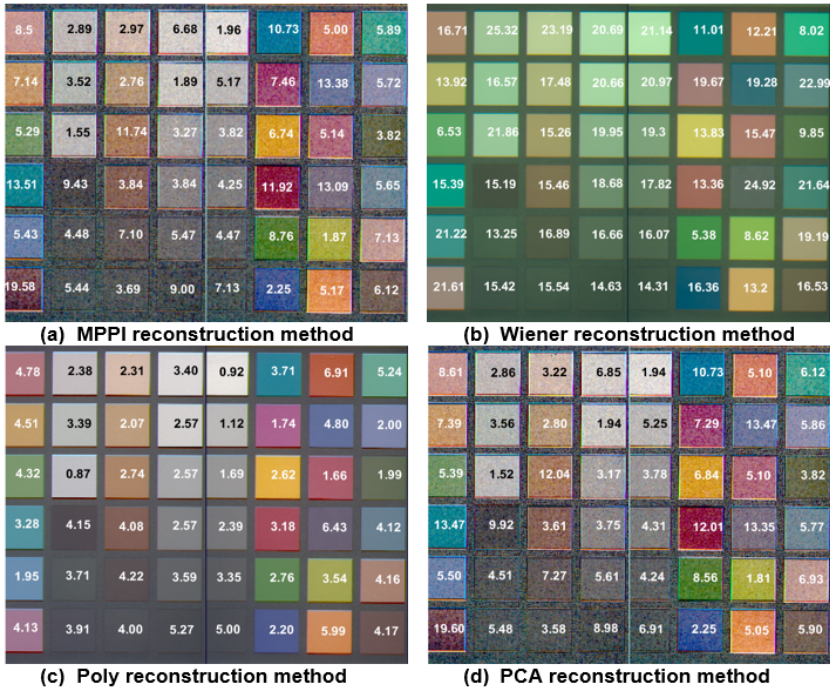 8.5 2.89 2.97 6.68 1.96 10.73 5.00 5.89
7.14 3.52 2.76 1.89 5.17 7.46 13.38 5.72
5.29 1.55 11.74 3.27 3.82 6.74 5.14 3.82
13.51 9.43 3.84 3.84 4.25 11.92 13.09 5.65
5.43 4.48 7.10 5.47 4.47 8.76 1.87 7.13
19.58 5.44 3.69 9.00 7.13 2.25 5.17 6.12
(a) MPPI reconstruction method
16.71 25.32 23.19 20.69 21.14 11.01 12.21 8.02
13.92 16.57 17.48 20.66 20.97 19.67 19.28 22.99
6.53 21.86 15.26 19.95 19.3 13.83 15.47 9.85
15.39 15.19 15.46 18.68 17.82 13.36 24.92 21.64
21.22 13.25 16.89 16.66 16.07 5.38 8.62 19.19
21.61 15.42 15.54 14.63 14.31 16.36 13.2 16.53
(b) Wiener reconstruction method
4.78 2.38 2.31 3.40 0.92 3.71 6.91 5.24
4.51 3.39 2.07 2.57 1.12 1.74 4.80 2.00
4.32 0.87 2.74 2.57 1.69 2.62 1.66 1.99
3.28 4.15 4.08 2.57 2.39 3.18 6.43 4.12
1.95 3.71 4.22 3.59 3.35 2.76 3.54 4.16
4.13 3.91 4.00 5.27 5.00 2.20 5.99 4.17
(c) Poly reconstruction method
8.61 2.86 3.22 6.85 1.94 10.73 5.10 6.12
7.39 3.56 2.80 1.94 5.25 7.29 13.47 5.86
5.39 1.52 12.04 3.17 3.78 6.84 5.10 3.82
13.47 9.92 3.61 3.75 4.31 12.01 13.35 5.77
5.50 4.51 7.27 5.61 4.24 8.56 1.81 6.93
19.60 5.48 3.58 8.98 6.91 2.25 5.05 5.90
(d) PCA reconstruction method